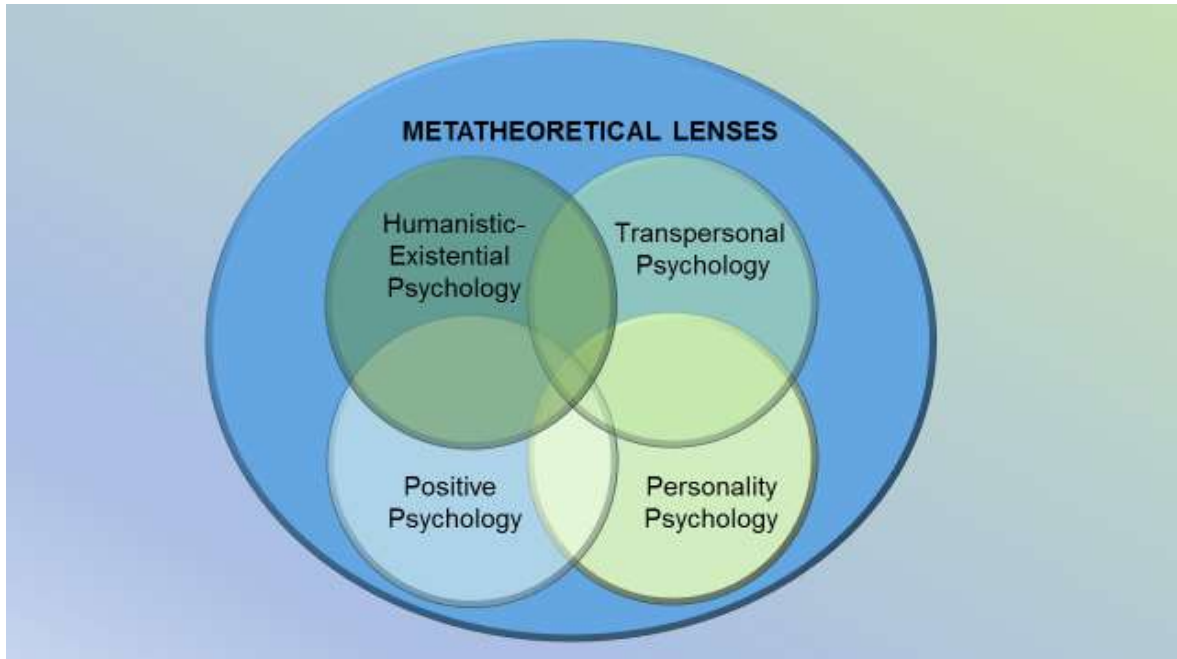 METATHEORETICAL LENSES
Humanistic-
Existential
Psychology
Transpersonal
Psychology
Positive
Psychology
Personality
Psychology